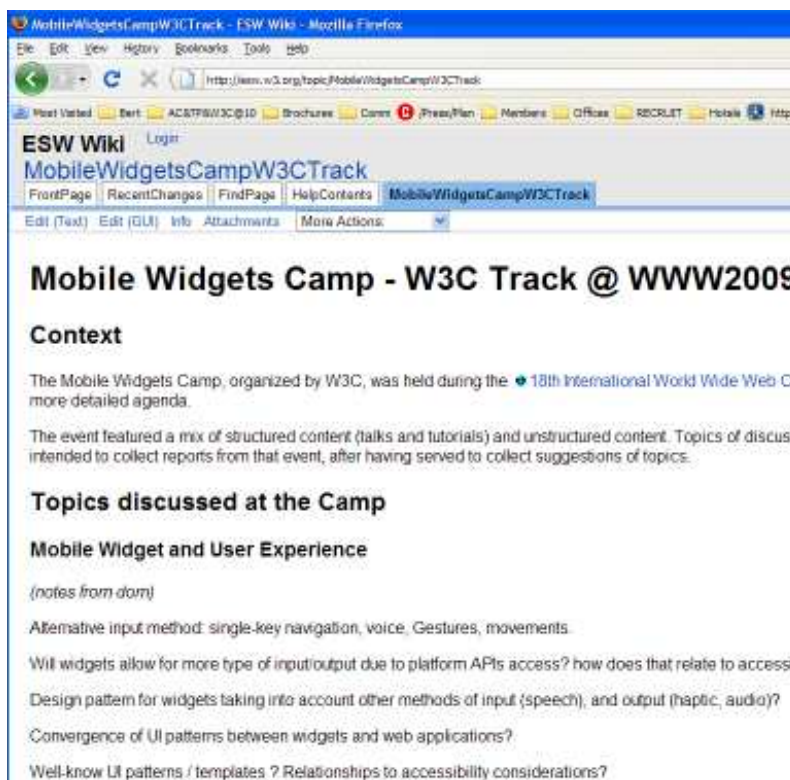 MobileWidgetsCampW3CTrack - ESW Wiki - Mozilla Firefox
File Edit View History Bookmarks Tools Help
http://esw.w3.org/topic/MobileWidgetsCampW3CTrack
Most Visited Bert Brochures Comm /Press/Plan Members Offices RECRUIT Hotels http
ESW Wiki Login
MobileWidgetsCampW3CTrack
FrontPage RecentChanges FindPage HelpContents MobileWidgetsCampW3CTrack
Edit (Text) Edit (GUI) Info Attachments More Actions:
Mobile Widgets Camp - W3C Track @ WWW2009
Context
The Mobile Widgets Camp, organized by W3C, was held during the 18th International World Wide Web C
more detailed agenda.
The event featured a mix of structured content (talks and tutorials) and unstructured content. Topics of discus
intended to collect reports from that event, after having served to collect suggestions of topics.
Topics discussed at the Camp
Mobile Widget and User Experience
(notes from dom)
Alternative input method: single-key navigation, voice, Gestures, movements.
Will widgets allow for more type of input/output due to platform APIs access? how does that relate to access
Design pattern for widgets taking into account other methods of input (speech), and output (haptic, audio)?
Convergence of UI patterns between widgets and web applications?
Well-know UI patterns / templates ? Relationships to accessibility considerations?